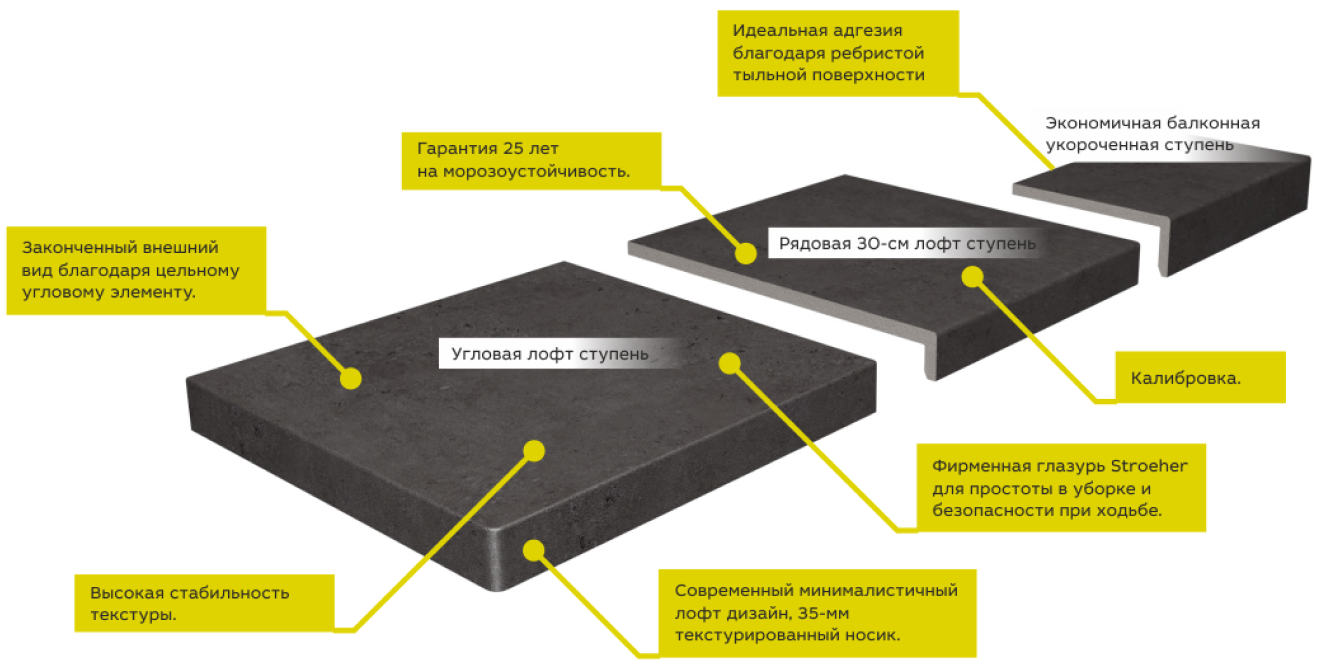 Идеальная адгезия
благодаря ребристой
тыльной поверхности
Экономичная балконная
укороченная ступень
Гарантия 25 лет
на морозоустойчивость.
Рядовая 30-см лофт ступень
Законченный внешний
вид благодаря цельному
угловому элементу.
Угловая лофт ступень
Калибровка.
Фирменная глазурь Stroeher
для простоты в уборке и
безопасности при ходьбе.
Высокая стабильность
текстуры.
Современный минималистичный
лофт дизайн, 35-мм
текстурированный носик.